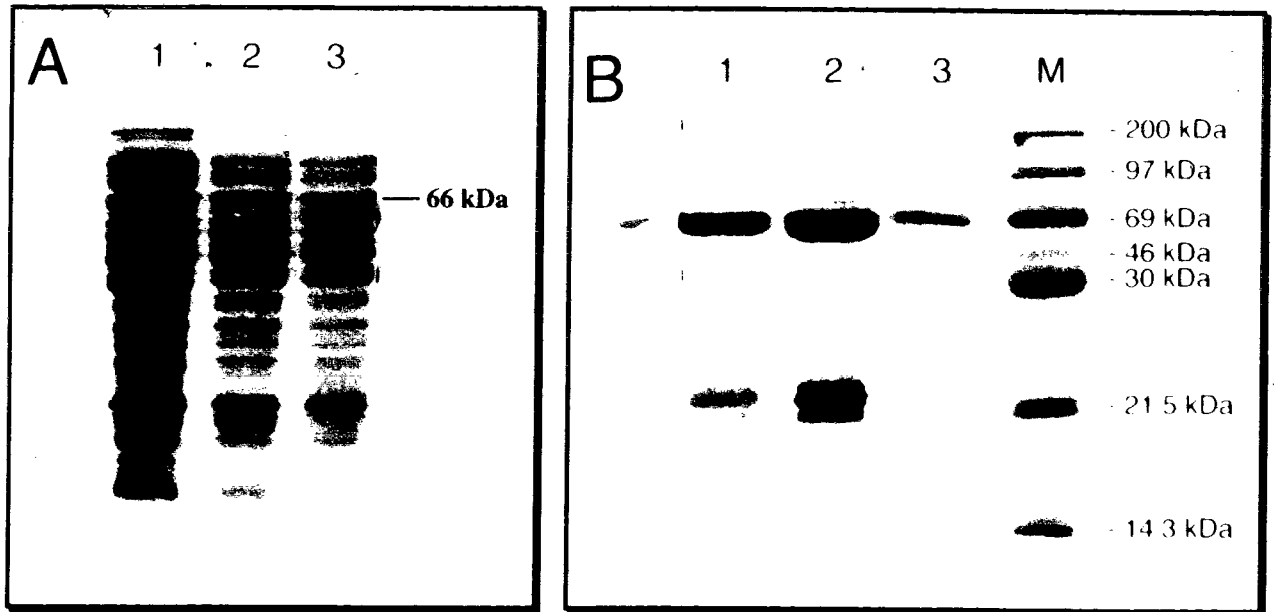 A
1 2 3
66 kDa
B
1 2 3 M
- 200 kDa
- 97 kDa
- 69 kDa
- 46 kDa
- 30 kDa
- 21 5 kDa
- 14 3 kDa